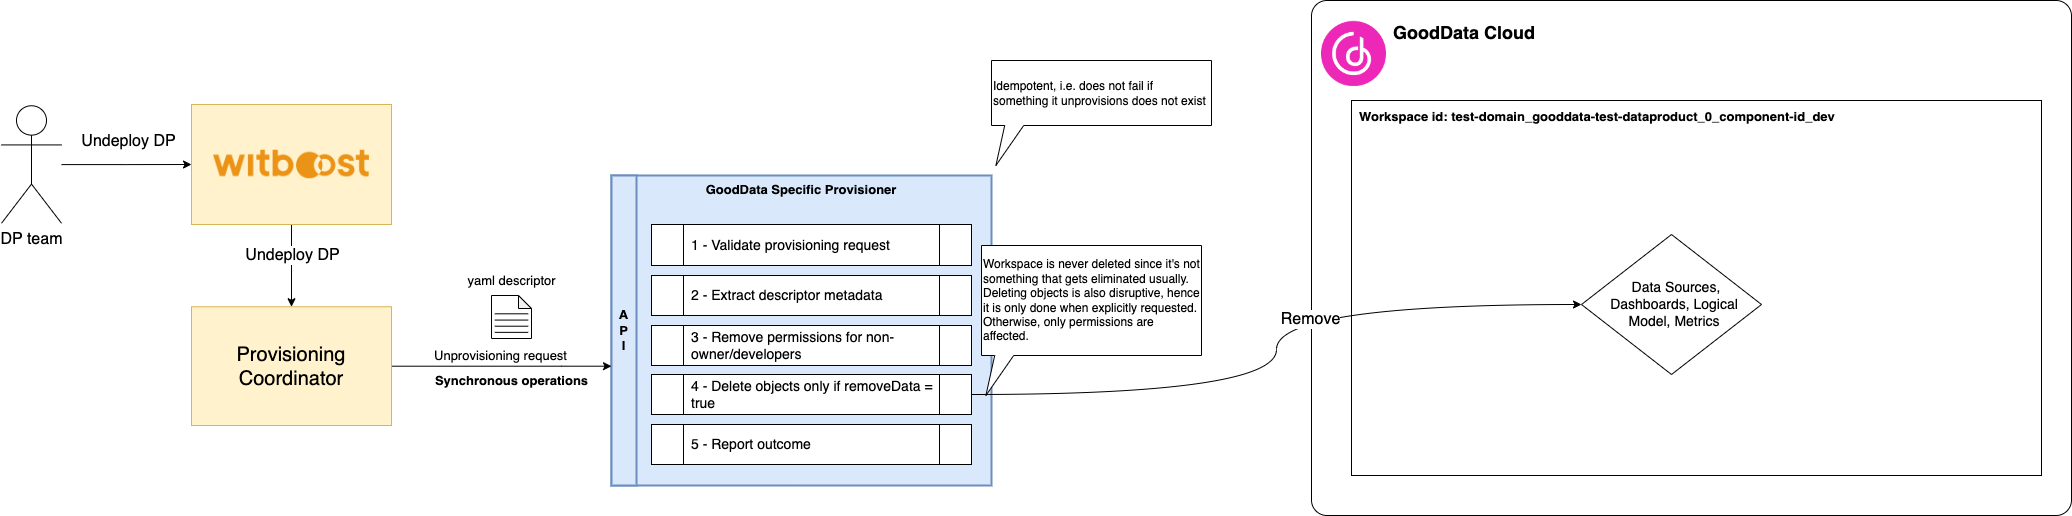 GoodData Cloud
Workspace id: test-domain_gooddata-test-dataproduct_0_component-id_dev
Idempotent, i.e. does not fail if
something it unprovisions does not exist
Undeploy DP
witboost
DP team
Undeploy DP
Provisioning
Coordinator
yaml descriptor
Unprovisioning request
Synchronous operations
A
P
I
GoodData Specific Provisioner
1 - Validate provisioning request
2 - Extract descriptor metadata
3 - Remove permissions for non-
owner/developers
4 - Delete objects only if removeData =
true
5 - Report outcome
Workspace is never deleted since it's not
something that gets eliminated usually.
Deleting objects is also disruptive, hence
it is only done when explicitly requested.
Otherwise, only permissions are
affected.
Remove
Data Sources,
Dashboards, Logical
Model, Metrics